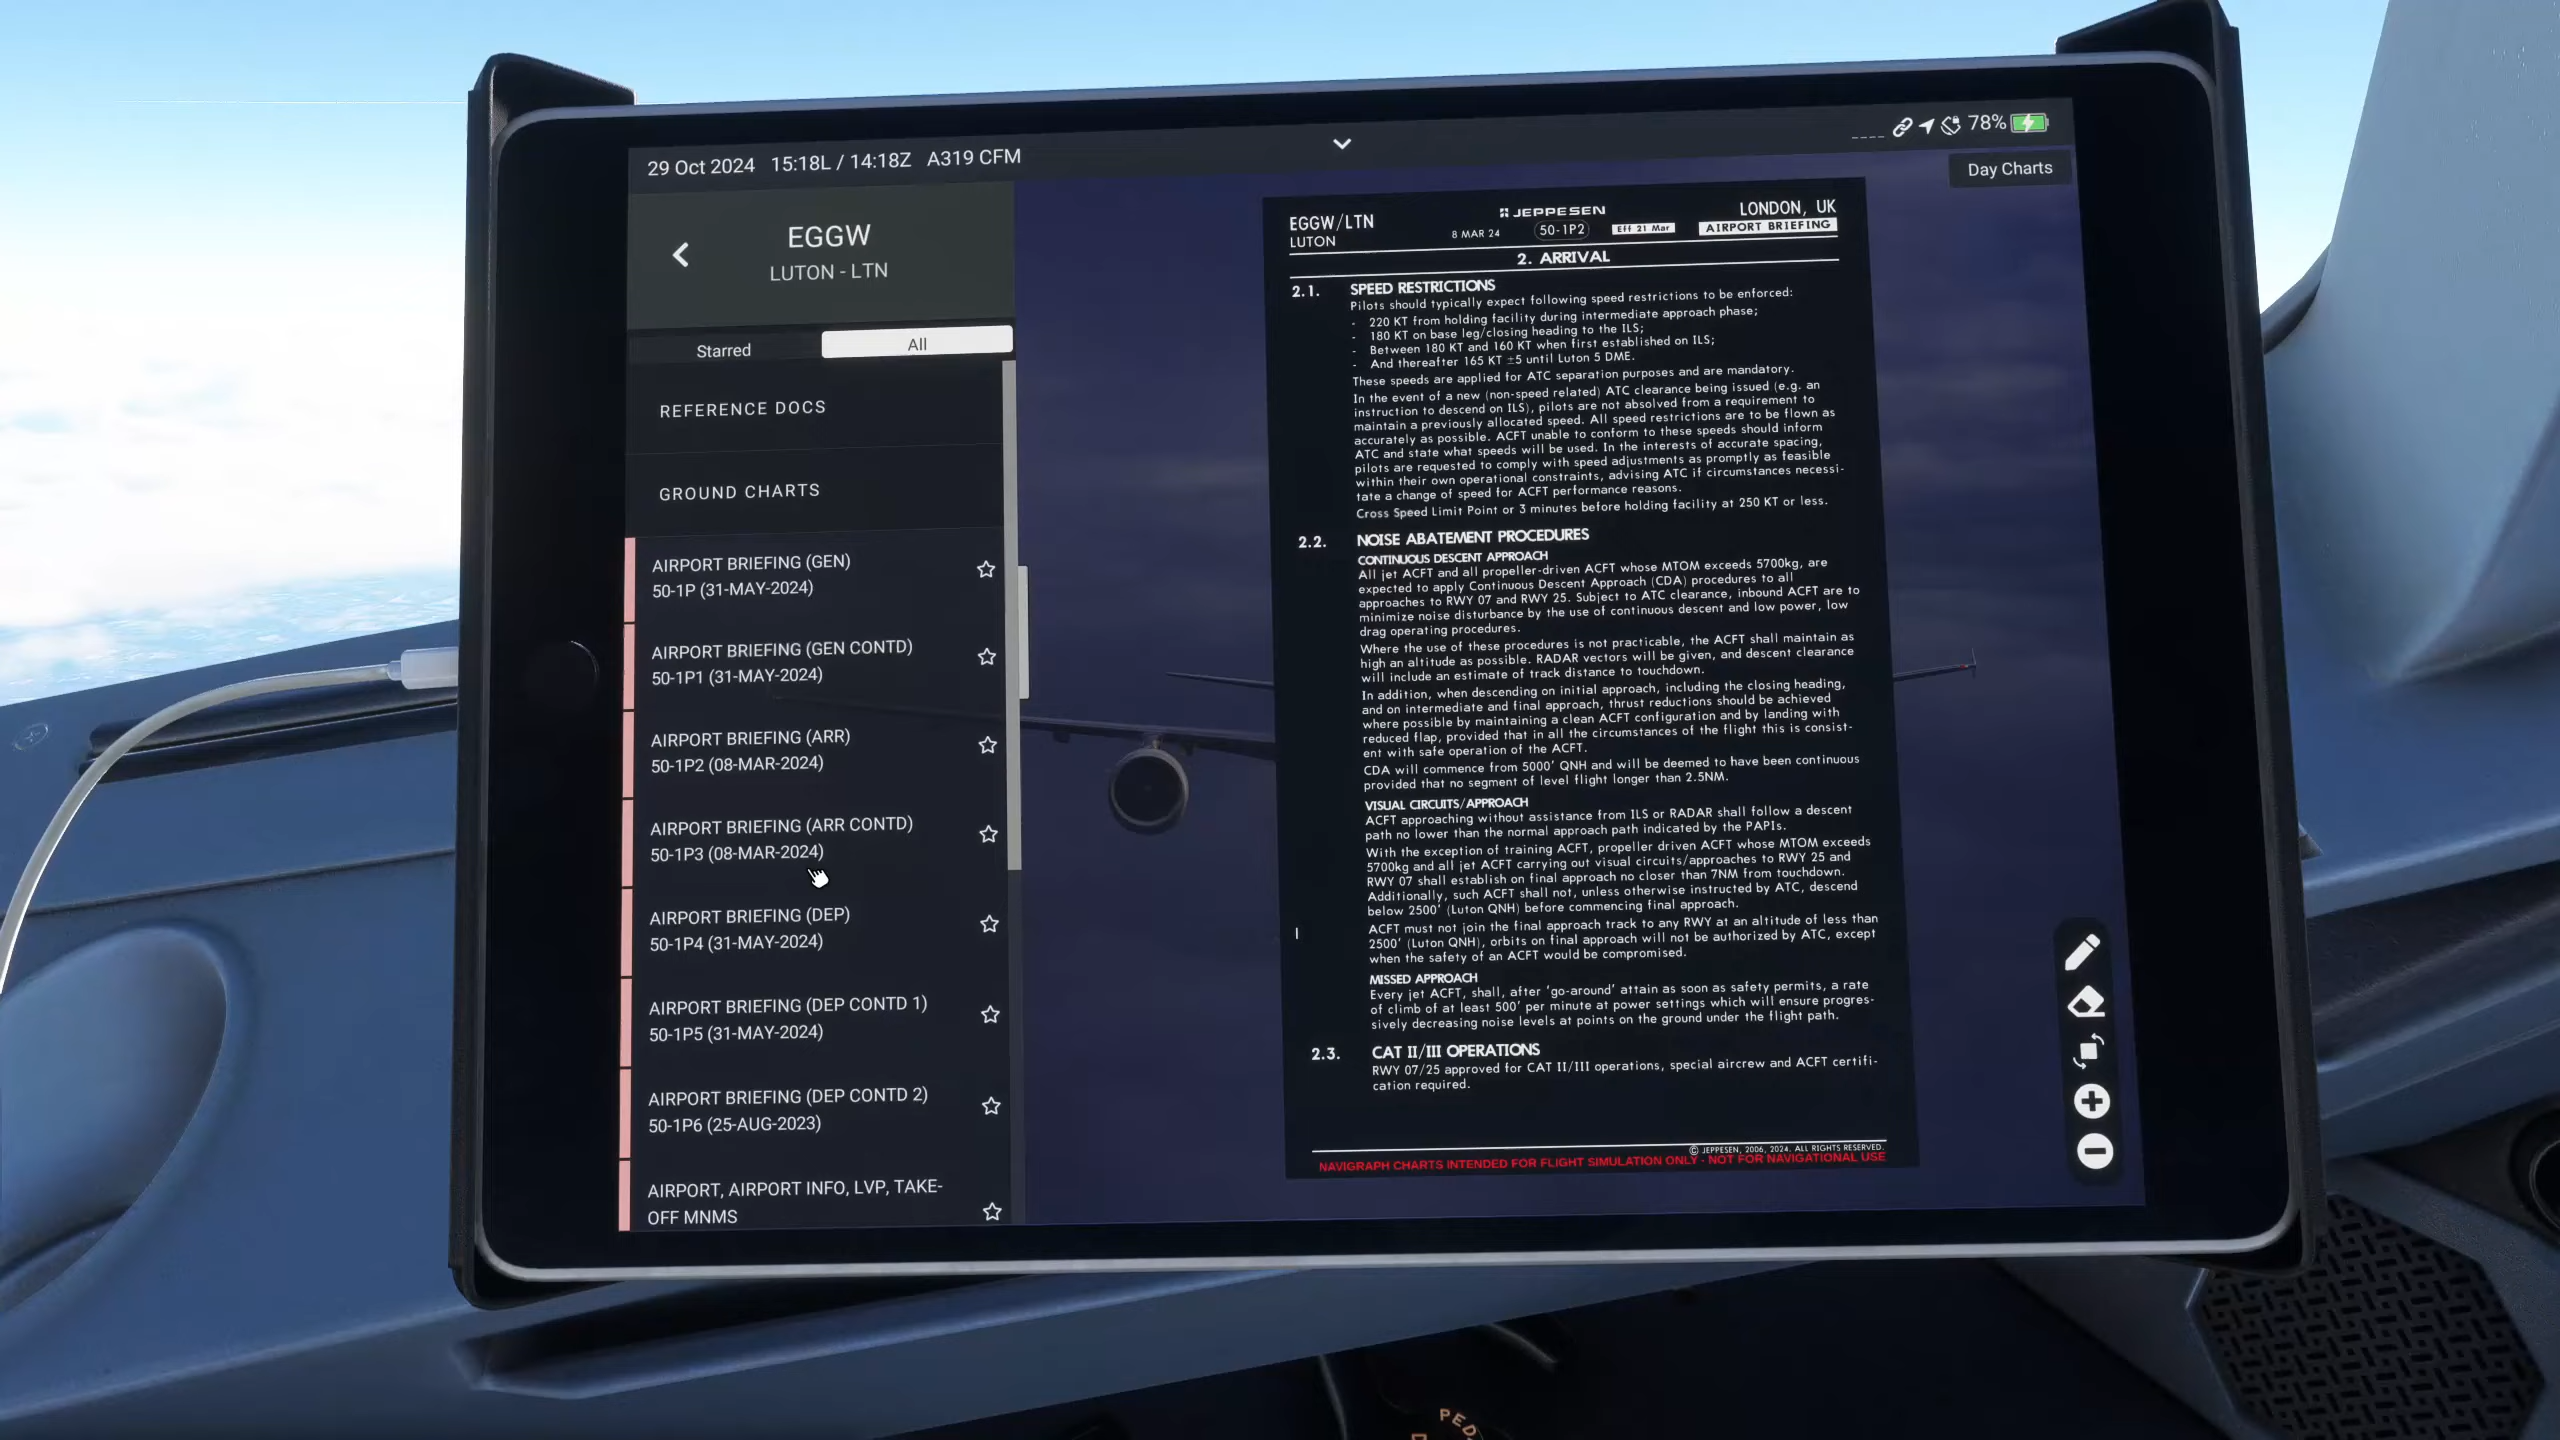 29 Oct 2024 15:18L / 14:18Z A319 CFM
78%
Day Charts
EGGW
LUTON - LTN
Starred
All
REFERENCE DOCS
GROUND CHARTS
AIRPORT BRIEFING (GEN)
50-1P (31-MAY-2024)
AIRPORT BRIEFING (GEN CONTD)
50-1P1 (31-MAY-2024)
AIRPORT BRIEFING (ARR)
50-1P2 (08-MAR-2024)
AIRPORT BRIEFING (ARR CONTD)
50-1P3 (08-MAR-2024)
AIRPORT BRIEFING (DEP)
50-1P4 (31-MAY-2024)
AIRPORT BRIEFING (DEP CONTD 1)
50-1P5 (31-MAY-2024)
AIRPORT BRIEFING (DEP CONTD 2)
50-1P6 (25-AUG-2023)
AIRPORT, AIRPORT INFO, LVP, TAKE-
OFF MNMS
EGGW/LTN JEPPESEN LONDON, UK
LUTON 8 MAR 24 50-1P2 Eff 21 Mar AIRPORT BRIEFING
2. ARRIVAL
2.1. SPEED RESTRICTIONS
Pilots should typically expect following speed restrictions to be enforced:
- 220 KT from holding facility during intermediate approach phase;
- 180 KT on base leg/closing heading to the ILS;
- Between 180 KT and 160 KT when first established on ILS;
- And thereafter 165 KT ±5 until Luton 5 DME.
These speeds are applied for ATC separation purposes and are mandatory.
In the event of a new (non-speed related) ATC clearance being issued (e.g. an
instruction to descend on ILS), pilots are not absolved from a requirement to
maintain a previously allocated speed. All speed restrictions are to be flown as
accurately as possible. ACFT unable to conform to these speeds should inform
ATC and state what speeds will be used. In the interests of accurate spacing,
pilots are requested to comply with speed adjustments as promptly as feasible
within their own operational constraints, advising ATC if circumstances necessi-
tate a change of speed for ACFT performance reasons.
Cross Speed Limit Point or 3 minutes before holding facility at 250 KT or less.
2.2. NOISE ABATEMENT PROCEDURES
CONTINUOUS DESCENT APPROACH
All jet ACFT and all propeller-driven ACFT whose MTOM exceeds 5700kg, are
expected to apply Continuous Descent Approach (CDA) procedures to all
approaches to RWY 07 and RWY 25. Subject to ATC clearance, inbound ACFT are to
minimize noise disturbance by the use of continuous descent and low power, low
drag operating procedures.
Where the use of these procedures is not practicable, the ACFT shall maintain as
high an altitude as possible. RADAR vectors will be given, and descent clearance
will include an estimate of track distance to touchdown.
In addition, when descending on initial approach, including the closing heading,
and on intermediate and final approach, thrust reductions should be achieved
where possible by maintaining a clean ACFT configuration and by landing with
reduced flap, provided that in all the circumstances of the flight this is consist-
ent with safe operation of the ACFT.
CDA will commence from 5000' QNH and will be deemed to have been continuous
provided that no segment of level flight longer than 2.5NM.
VISUAL CIRCUITS/APPROACH
ACFT approaching without assistance from ILS or RADAR shall follow a descent
path no lower than the normal approach path indicated by the PAPIs.
With the exception of training ACFT, propeller driven ACFT whose MTOM exceeds
5700kg and all jet ACFT carrying out visual circuits/approaches to RWY 25 and
RWY 07 shall establish on final approach no closer than 7NM from touchdown.
Additionally, such ACFT shall not, unless otherwise instructed by ATC, descend
below 2500' (Luton QNH) before commencing final approach.
ACFT must not join the final approach track to any RWY at an altitude of less than
2500' (Luton QNH), orbits on final approach will not be authorized by ATC, except
when the safety of an ACFT would be compromised.
MISSED APPROACH
Every jet ACFT, shall, after 'go-around' attain as soon as safety permits, a rate
of climb of at least 500' per minute at power settings which will ensure progres-
sively decreasing noise levels at points on the ground under the flight path.
2.3. CAT II/III OPERATIONS
RWY 07/25 approved for CAT II/III operations, special aircrew and ACFT certifi-
cation required.
© JEPPESEN, 2006, 2024. ALL RIGHTS RESERVED.
NAVIGRAPH CHARTS INTENDED FOR FLIGHT SIMULATION ONLY - NOT FOR NAVIGATIONAL USE